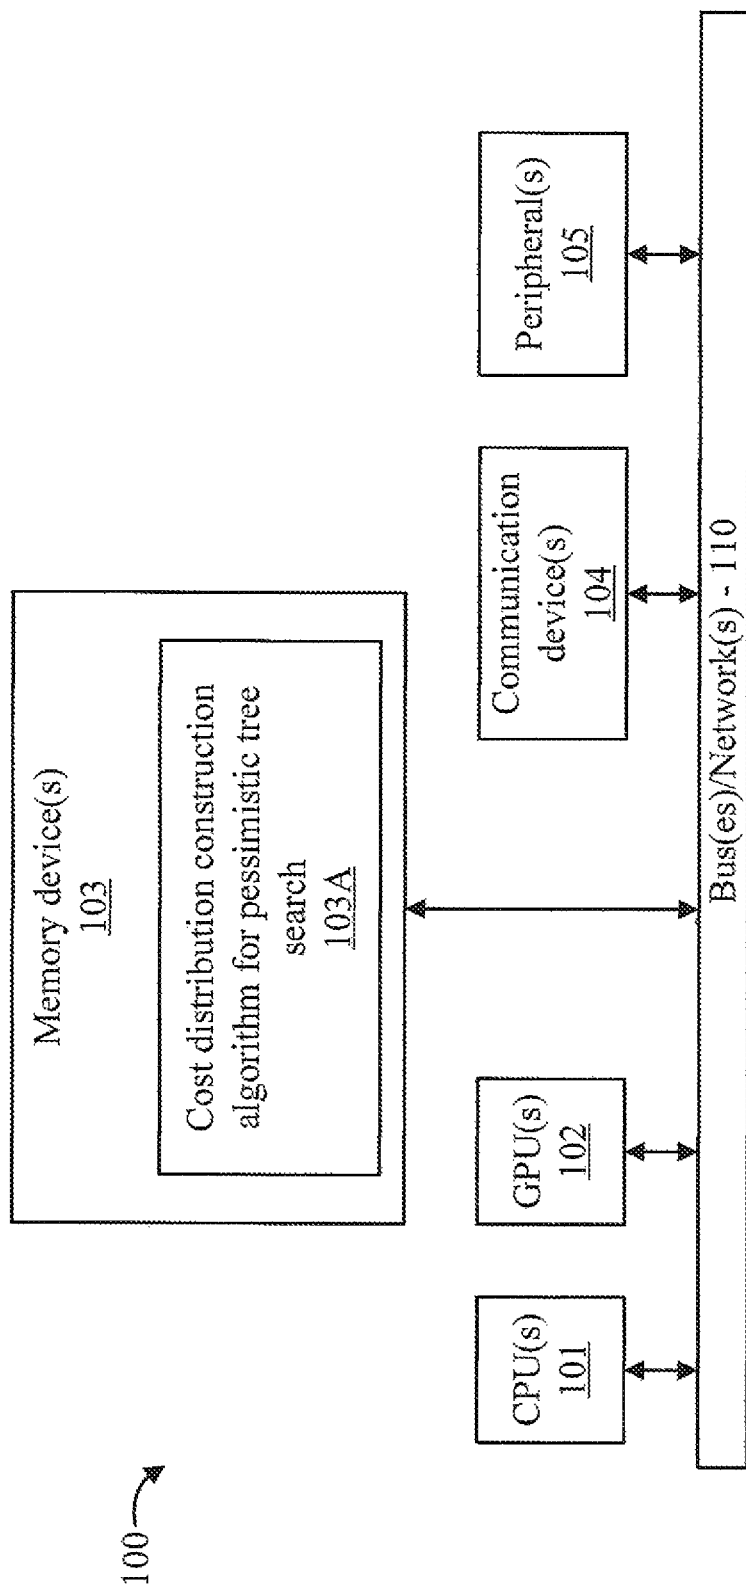 100
Memory device(s)
103
Cost distribution construction
algorithm for pessimistic tree
search
103A
CPU(s)
101
GPU(s)
102
Communication
device(s)
104
Peripheral(s)
105
Bus(es)/Network(s) - 110